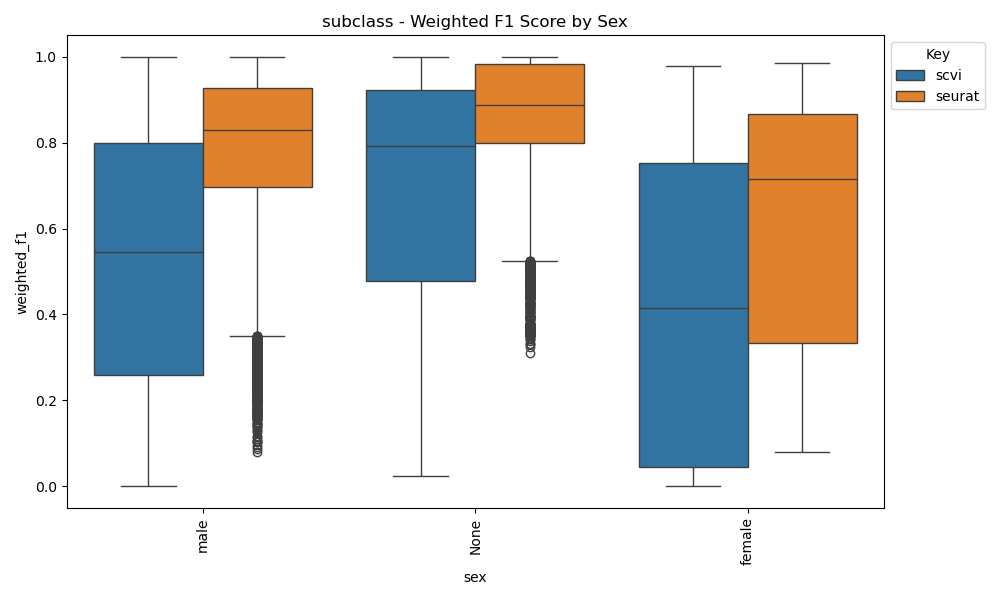 subclass - Weighted F1 Score by Sex
Key
scvi
seurat
weighted_f1
1.0
0.8
0.6
0.4
0.2
0.0
male
None
female
sex